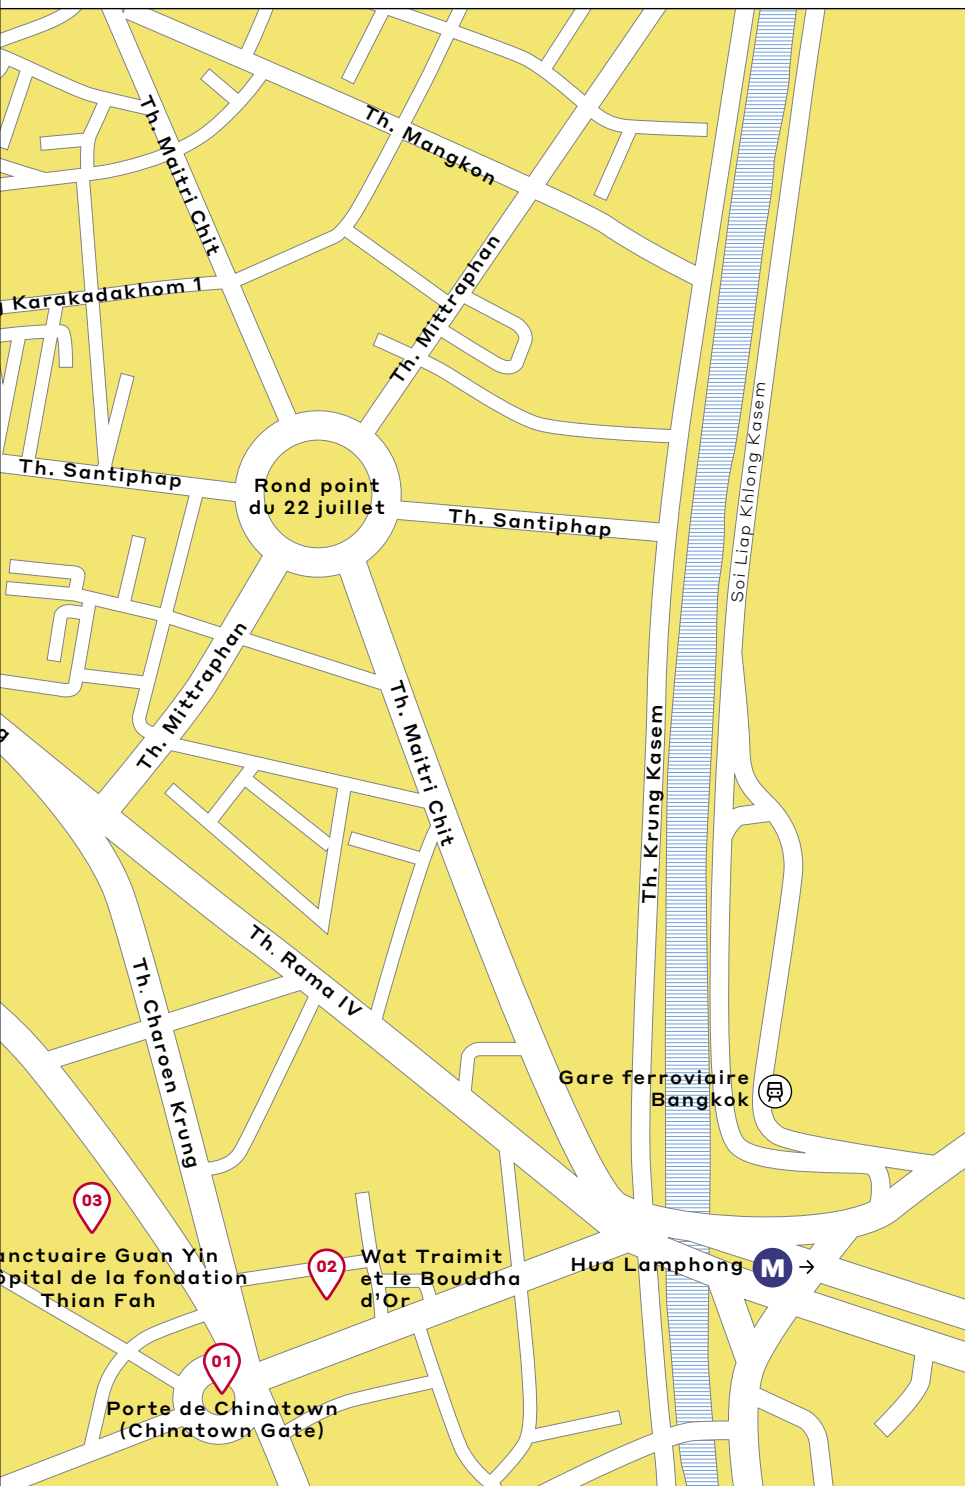 Th. Maitri Chit
Th. Mangkon
Karakadakhom 1
Th. Mittraphan
Th. Santiphap
Rond point
du 22 juillet
Th. Santiphap
Soi Liap Khlong Kasem
Th. Mittraphan
Th. Maitri Chit
Th. Krung Kasem
Th. Rama IV
Th. Charoen Krung
Gare ferroviaire
Bangkok
03
anctuaire Guan Yin
ôpital de la fondation
Thian Fah
02
Wat Traimit
et le Bouddha
d’Or
Hua Lamphong M →
01
Porte de Chinatown
(Chinatown Gate)